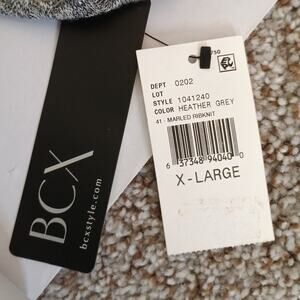 BCX
bcxstyle.com
750
DEPT 0202
LOT
STYLE 1041240
COLOR HEATHER GREY
41 - MARLED RIBKNIT
6 37348 94040 0
X-LARGE